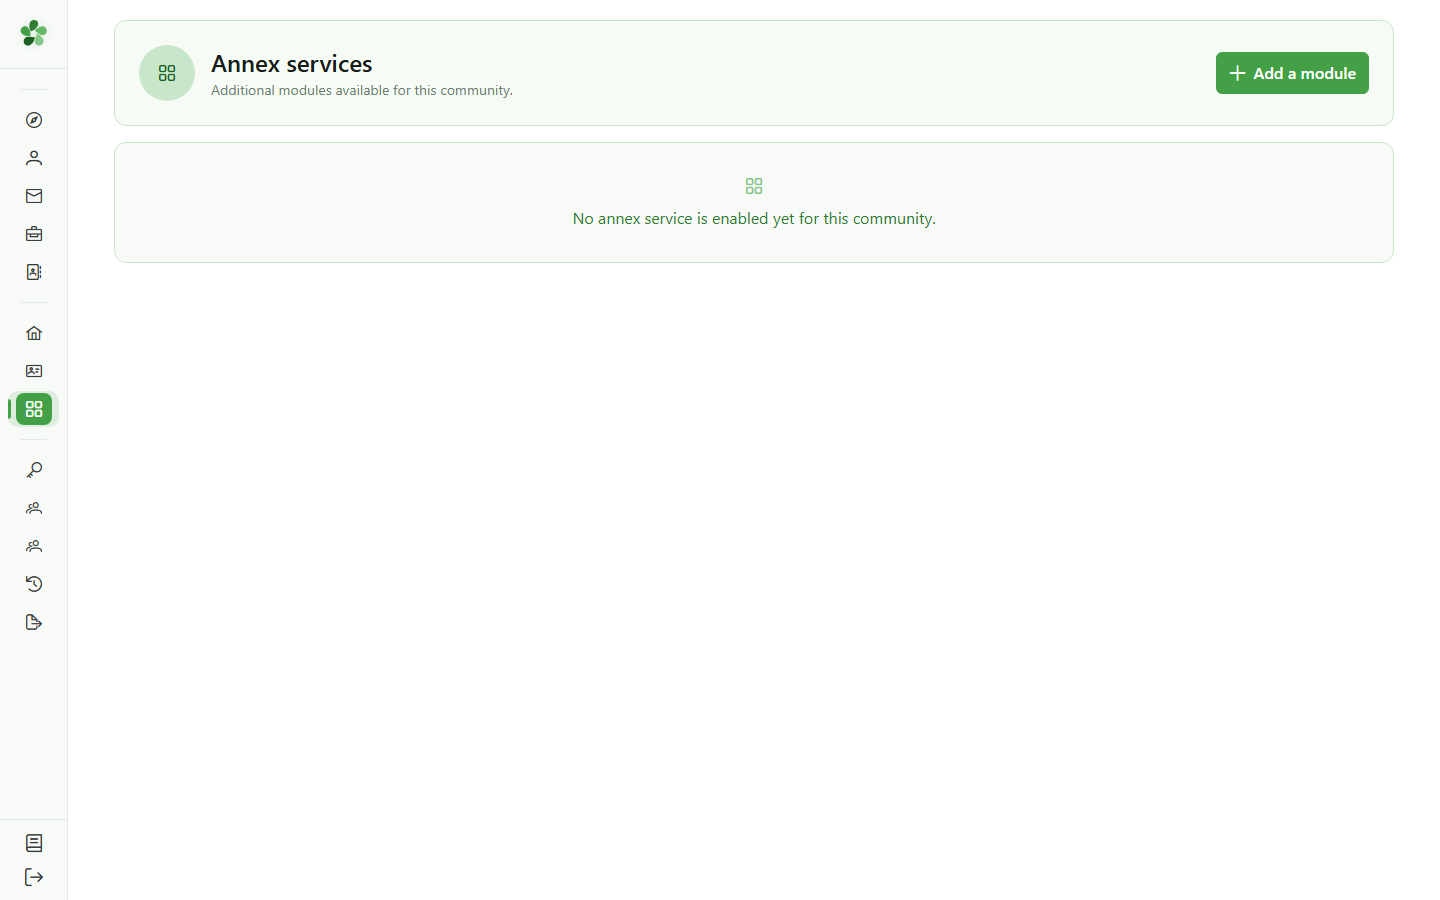 Annex services
Additional modules available for this community.
Add a module
No annex service is enabled yet for this community.